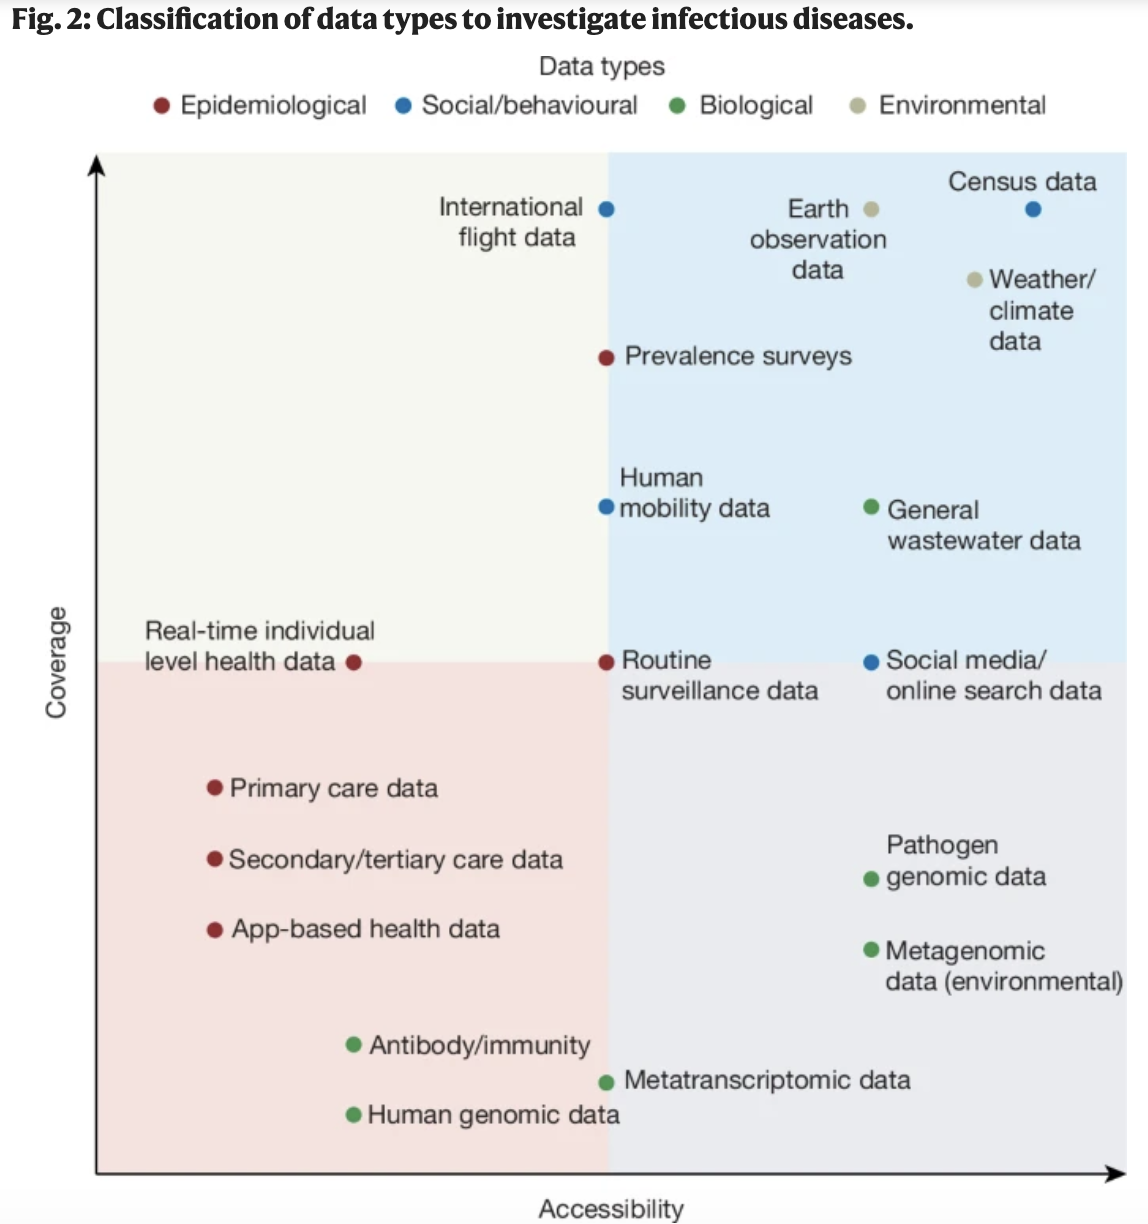 Fig. 2: Classification of data types to investigate infectious diseases.
Data types
Epidemiological
Social/behavioural
Biological
Environmental
Census data
International
flight data
Earth
observation
data
Weather/
climate
data
Prevalence surveys
Human
mobility data
General
wastewater data
Real-time individual
level health data
Routine
surveillance data
Social media/
online search data
Coverage
Primary care data
Secondary/tertiary care data
Pathogen
genomic data
App-based health data
Metagenomic
data (environmental)
Antibody/immunity
Metatranscriptomic data
Human genomic data
Accessibility